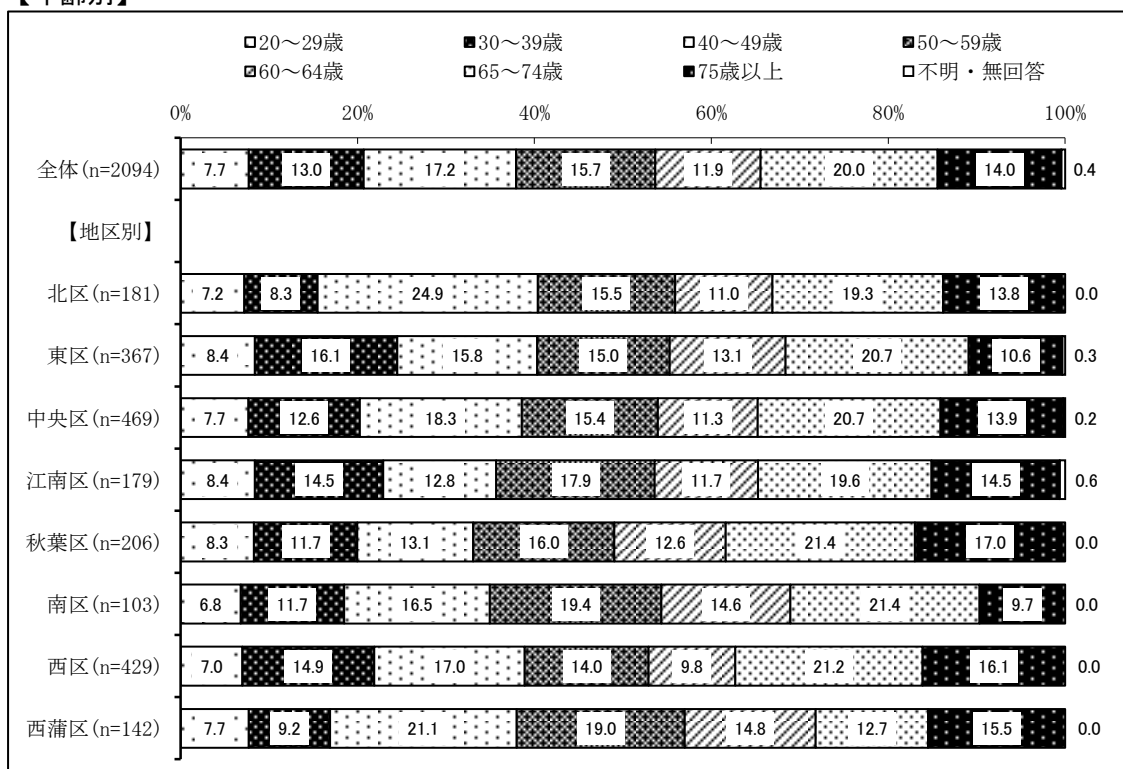 【年齢別】
20～29歳 30～39歳 40～49歳 50～59歳
60～64歳 65～74歳 75歳以上 不明・無回答
0% 20% 40% 60% 80% 100%
全体(n=2094) 7.7 13.0 17.2 15.7 11.9 20.0 14.0 0.4
【地区別】
北区(n=181) 7.2 8.3 24.9 15.5 11.0 19.3 13.8 0.0
東区(n=367) 8.4 16.1 15.8 15.0 13.1 20.7 10.6 0.3
中央区(n=469) 7.7 12.6 18.3 15.4 11.3 20.7 13.9 0.2
江南区(n=179) 8.4 14.5 12.8 17.9 11.7 19.6 14.5 0.6
秋葉区(n=206) 8.3 11.7 13.1 16.0 12.6 21.4 17.0 0.0
南区(n=103) 6.8 11.7 16.5 19.4 14.6 21.4 9.7 0.0
西区(n=429) 7.0 14.9 17.0 14.0 9.8 21.2 16.1 0.0
西蒲区(n=142) 7.7 9.2 21.1 19.0 14.8 12.7 15.5 0.0